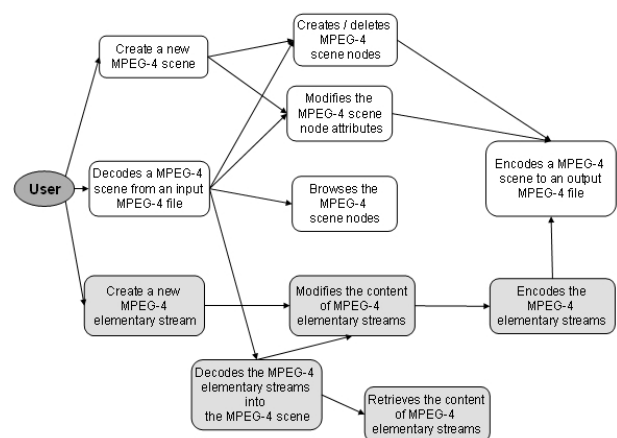 Creates / deletes
MPEG-4
scene nodes
Create a new
MPEG-4 scene
Modifies the
MPEG-4 scene
node attributes
User
Decodes a MPEG-4
scene from an input
MPEG-4 file
Encodes a MPEG-4
scene to an output
MPEG-4 file
Browses the
MPEG-4
scene nodes
Create a new
MPEG-4
elementary stream
Modifies the content
of MPEG-4
elementary streams
Encodes the
MPEG-4
elementary streams
Decodes the MPEG-4
elementary streams
into
the MPEG-4 scene
Retrieves the content
of MPEG-4
elementary streams